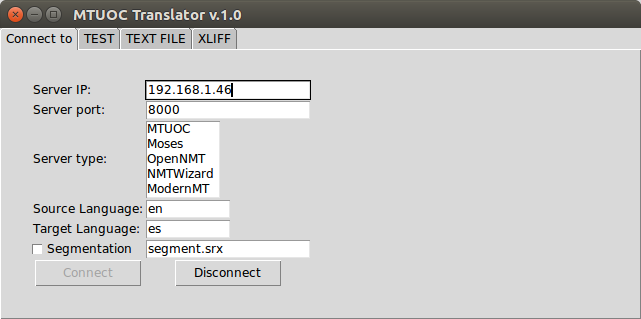 MTUOC Translator v.1.0
Connect to TEST TEXT FILE XLIFF
Server IP: 192.168.1.46
Server port: 8000
Server type:
MTUOC
Moses
OpenNMT
NMTWizard
ModernMT
Source Language: en
Target Language: es
Segmentation segment.srx
Connect Disconnect